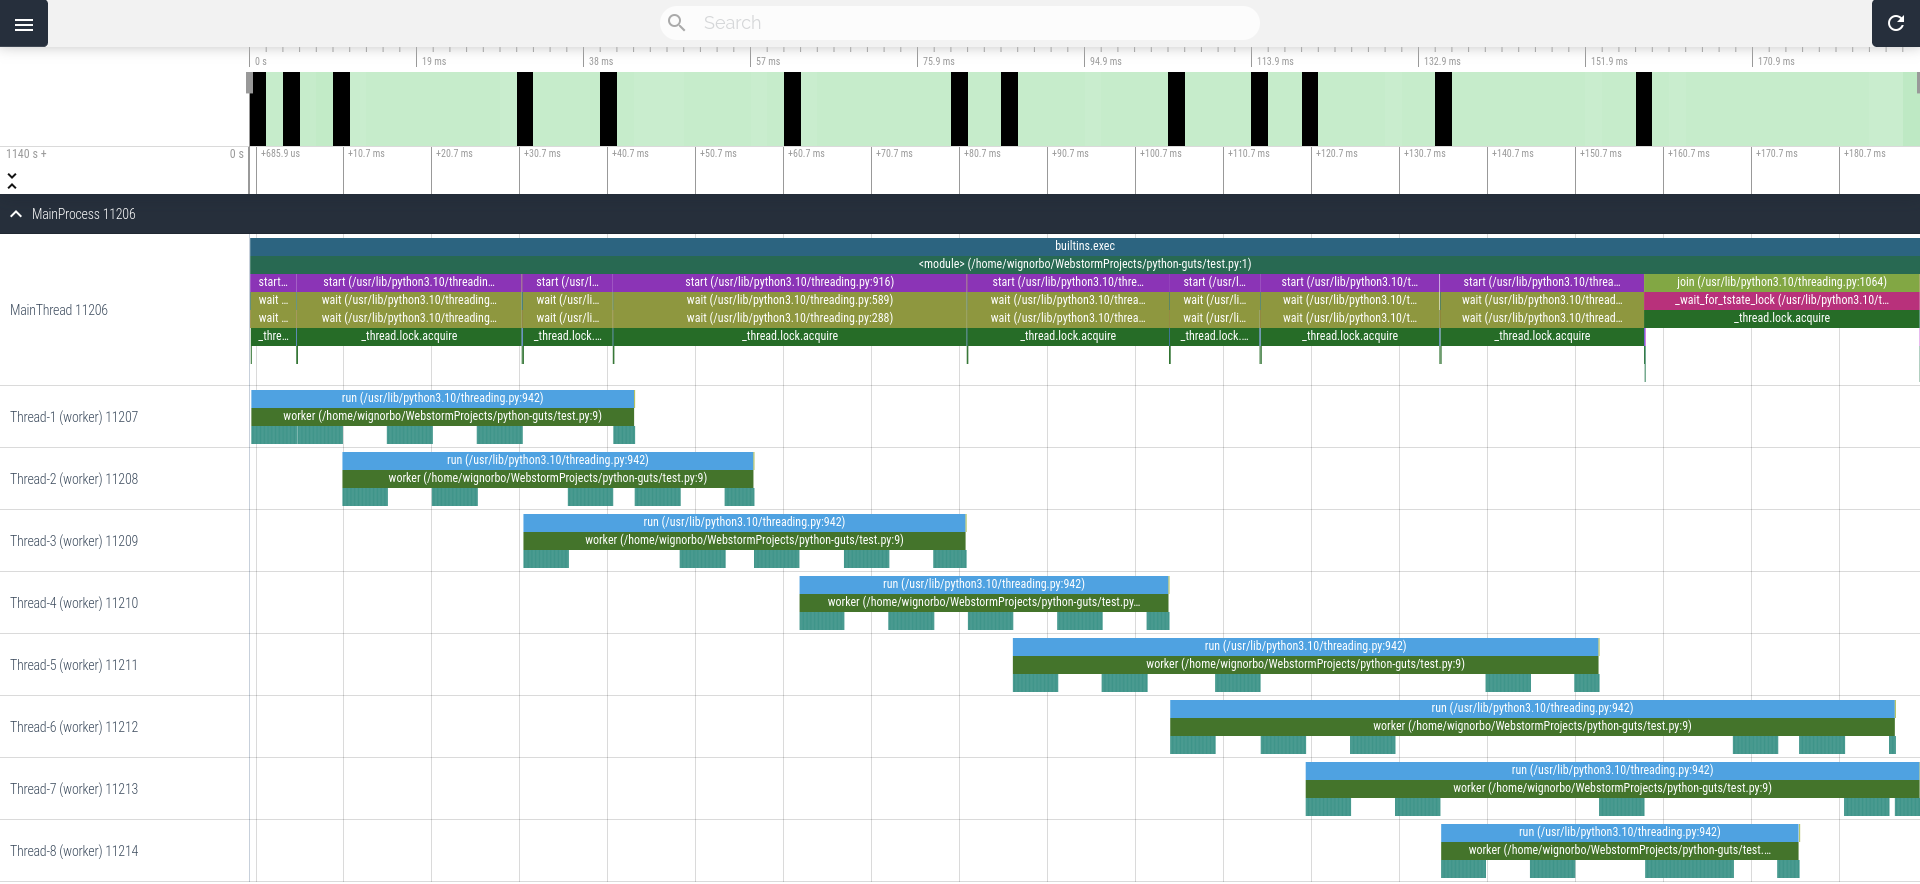 Search
0 s 19 ms 38 ms 57 ms 75.9 ms 94.9 ms 113.9 ms 132.9 ms 151.9 ms 170.9 ms
1140 s + 0 s +685.9 us +10.7 ms +20.7 ms +30.7 ms +40.7 ms +50.7 ms +60.7 ms +70.7 ms +80.7 ms +90.7 ms +100.7 ms +110.7 ms +120.7 ms +130.7 ms +140.7 ms +150.7 ms +160.7 ms +170.7 ms +180.7 ms
MainProcess 11206
builtins.exec
<module> (/home/wignorbo/WebstormProjects/python-guts/test.py:1)
start... start (/usr/lib/python3.10/threadin... start (/usr/l... start (/usr/lib/python3.10/threading.py:916) start (/usr/lib/python3.10/thre... start (/usr/l... start (/usr/lib/python3.10/t... start (/usr/lib/python3.10/threa... join (/usr/lib/python3.10/threading.py:1064)
wait ... wait (/usr/lib/python3.10/threading... wait (/usr/li... wait (/usr/lib/python3.10/threading.py:589) wait (/usr/lib/python3.10/threa... wait (/usr/li... wait (/usr/lib/python3.10/t... wait (/usr/lib/python3.10/thread... _wait_for_tstate_lock (/usr/lib/python3.10/t...
MainThread 11206
wait ... wait (/usr/lib/python3.10/threading... wait (/usr/li... wait (/usr/lib/python3.10/threading.py:288) wait (/usr/lib/python3.10/threa... wait (/usr/li... wait (/usr/lib/python3.10/t... wait (/usr/lib/python3.10/thread... _thread.lock.acquire
_thre... _thread.lock.acquire _thread.lock.... _thread.lock.acquire _thread.lock.acquire _thread.lock.... _thread.lock.acquire _thread.lock.acquire
Thread-1 (worker) 11207
run (/usr/lib/python3.10/threading.py:942)
worker (/home/wignorbo/WebstormProjects/python-guts/test.py:9)
Thread-2 (worker) 11208
run (/usr/lib/python3.10/threading.py:942)
worker (/home/wignorbo/WebstormProjects/python-guts/test.py:9)
Thread-3 (worker) 11209
run (/usr/lib/python3.10/threading.py:942)
worker (/home/wignorbo/WebstormProjects/python-guts/test.py:9)
Thread-4 (worker) 11210
run (/usr/lib/python3.10/threading.py:942)
worker (/home/wignorbo/WebstormProjects/python-guts/test.py...
Thread-5 (worker) 11211
run (/usr/lib/python3.10/threading.py:942)
worker (/home/wignorbo/WebstormProjects/python-guts/test.py:9)
Thread-6 (worker) 11212
run (/usr/lib/python3.10/threading.py:942)
worker (/home/wignorbo/WebstormProjects/python-guts/test.py:9)
Thread-7 (worker) 11213
run (/usr/lib/python3.10/threading.py:942)
worker (/home/wignorbo/WebstormProjects/python-guts/test.py:9)
Thread-8 (worker) 11214
run (/usr/lib/python3.10/threading.py:942)
worker (/home/wignorbo/WebstormProjects/python-guts/test....